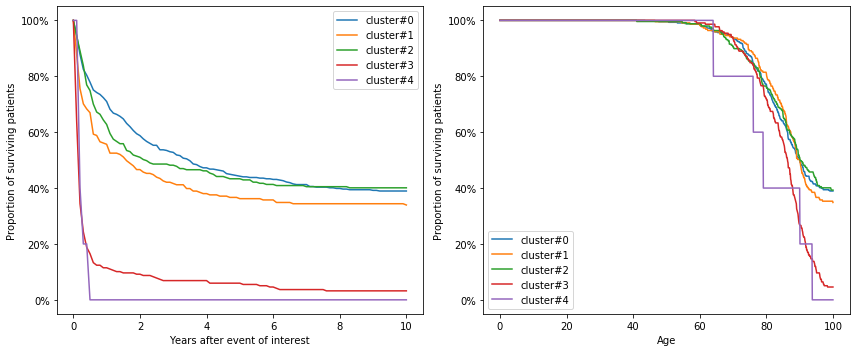 100%
80%
60%
40%
20%
0%
Proportion of surviving patients
0
2
4
6
8
10
Years after event of interest
cluster#0
cluster#1
cluster#2
cluster#3
cluster#4
100%
80%
60%
40%
20%
0%
Proportion of surviving patients
0
20
40
60
80
100
Age
cluster#0
cluster#1
cluster#2
cluster#3
cluster#4